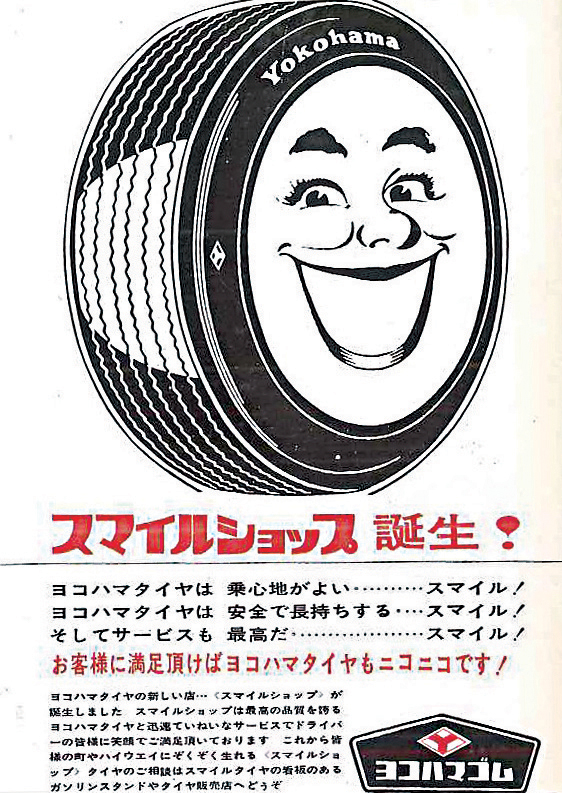 Yokohama
スマイルショップ 誕生!
ヨコハマタイヤは 乗心地がよい………スマイル!
ヨコハマタイヤは 安全で長持ちする‥‥スマイル!
そしてサービスも 最高だ………………スマイル!
お客様に満足頂けばヨコハマタイヤもニコニコです!
ヨコハマタイヤの新しい店…〈スマイルショップ〉が
誕生しました スマイルショップは最高の品質を誇る
ヨコハマタイヤと迅速ていねいなサービスでドライバ
ーの皆様に笑顔でご満足頂いております これから皆
様の町やハイウエイにぞくぞく生れる〈スマイルショ
ップ〉タイヤのご相談はスマイルタイヤの看板のある
ガソリンスタンドやタイヤ販売店へどうぞ
Y
ヨコハマゴム